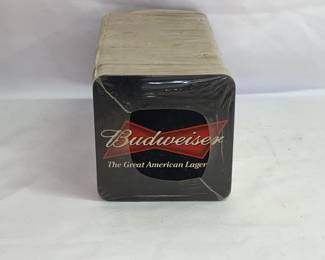 Budweiser
The Great American Lager